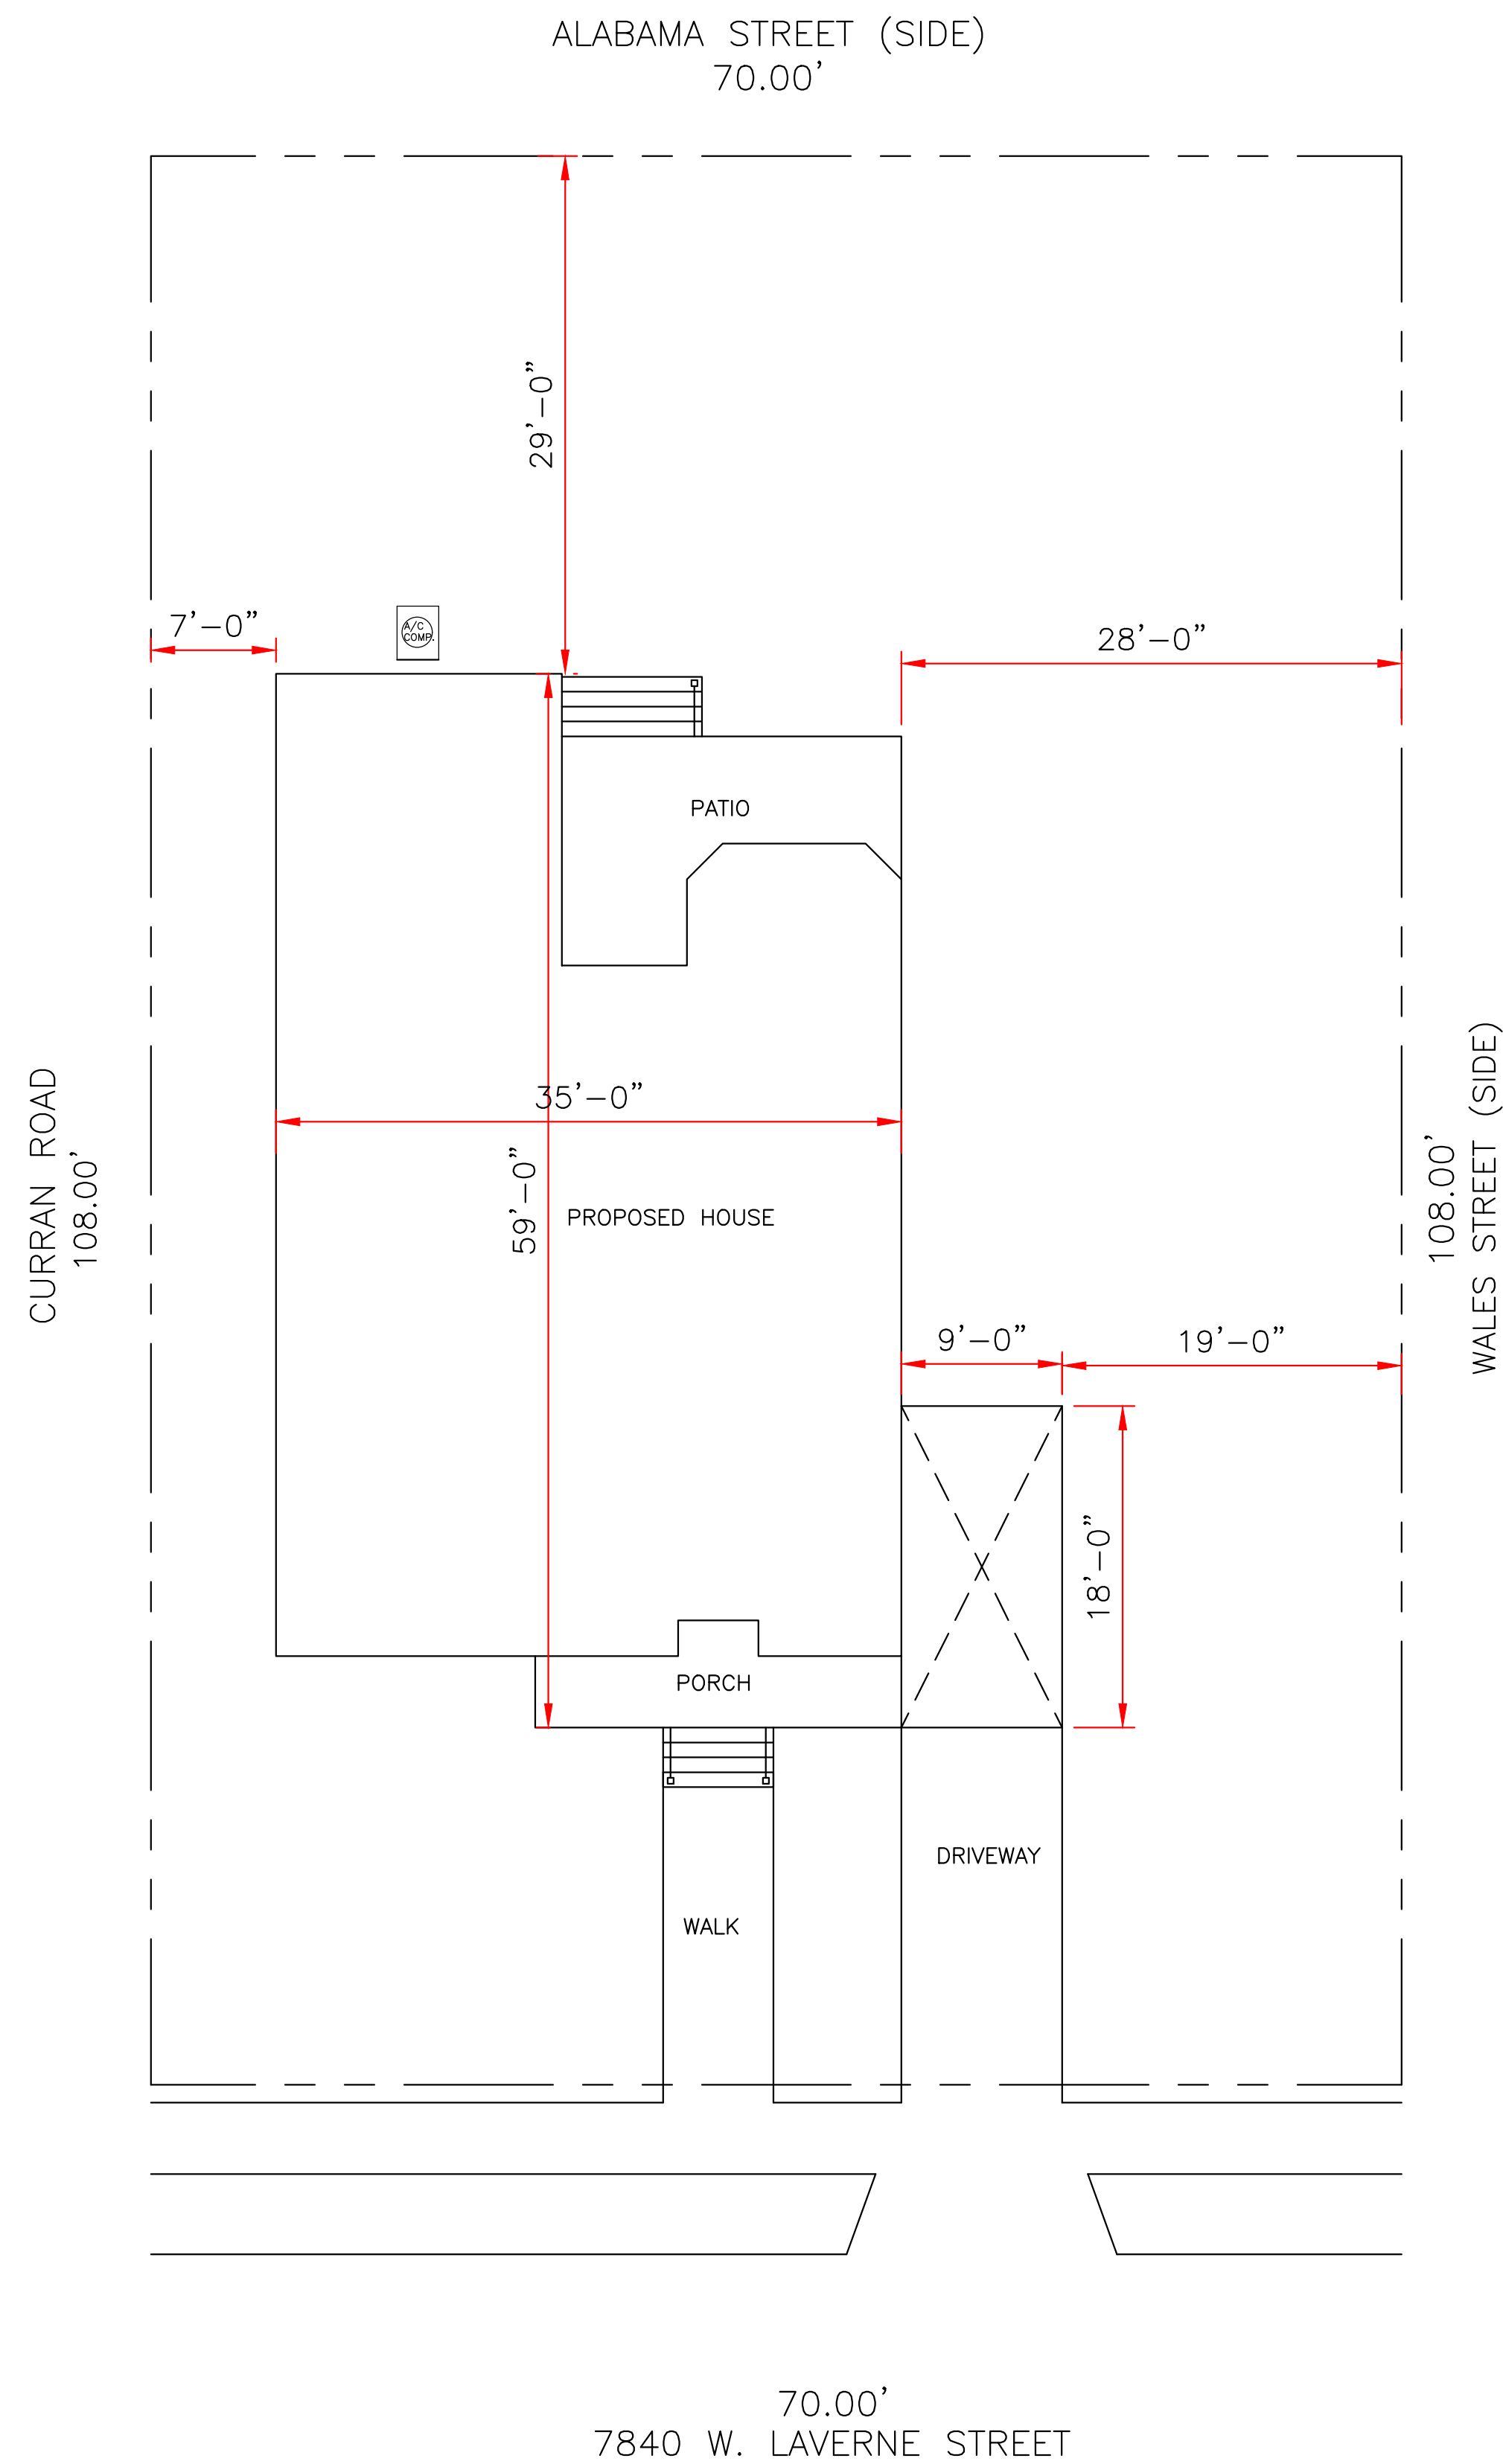 ALABAMA STREET (SIDE)
70.00'
29'-0"
7'-0"
A/C
COMP.
28'-0"
PATIO
CURRAN ROAD
108.00'
35'-0"
59'-0"
PROPOSED HOUSE
108.00'
WALES STREET (SIDE)
9'-0"
19'-0"
18'-0"
PORCH
DRIVEWAY
WALK
70.00'
7840 W. LAVERNE STREET